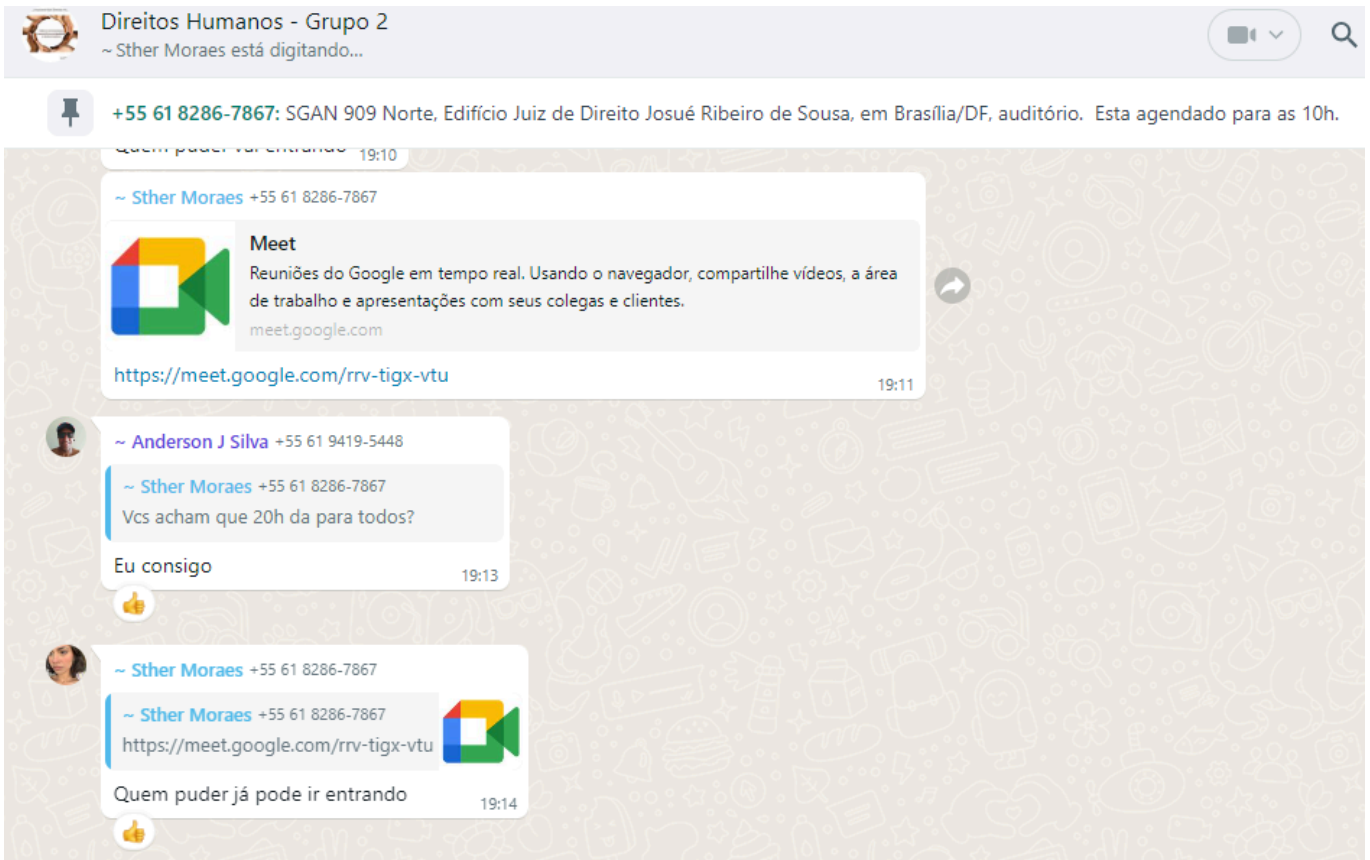 Direitos Humanos - Grupo 2
~ Sther Moraes está digitando...
+55 61 8286-7867: SGAN 909 Norte, Edifício Juiz de Direito Josué Ribeiro de Sousa, em Brasília/DF, auditório. Esta agendado para as 10h.
Quem puder vai entrando 19:10
~ Sther Moraes +55 61 8286-7867
Meet
Reuniões do Google em tempo real. Usando o navegador, compartilhe vídeos, a área
de trabalho e apresentações com seus colegas e clientes.
meet.google.com
https://meet.google.com/rrv-tigx-vtu
19:11
~ Anderson J Silva +55 61 9419-5448
~ Sther Moraes +55 61 8286-7867
Vcs acham que 20h da para todos?
Eu consigo
19:13
~ Sther Moraes +55 61 8286-7867
~ Sther Moraes +55 61 8286-7867
https://meet.google.com/rrv-tigx-vtu
Quem puder já pode ir entrando
19:14